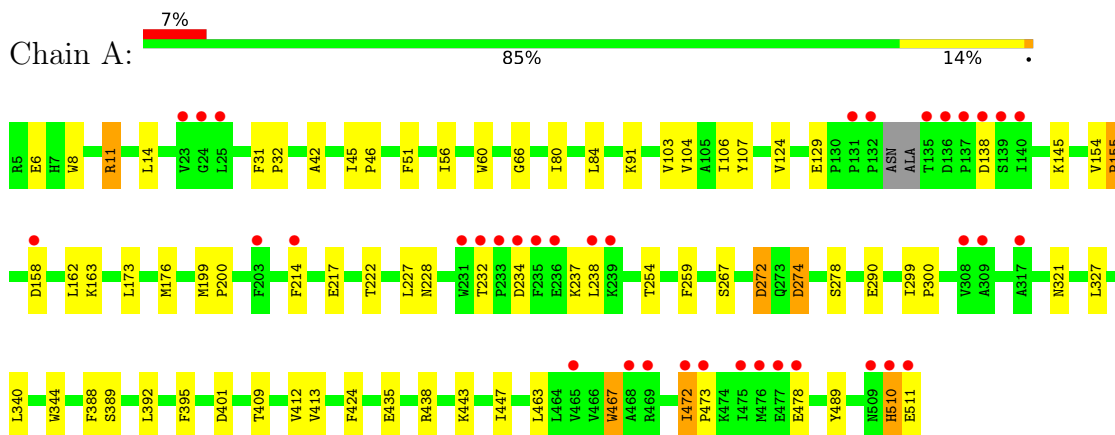 7%
Chain A:
85% 14% •
R5 E6 H7 W8 R11 L14 V23 G24 L25 F31 P32 A42 I45 P46 F51 I56 W60 G66 I80 L84 K91 V103 V104 A105 I106 Y107 V124 E129 P130 P131 P132 ASN ALA T135 D136 P137 D138 S139 I140 K145 V154 R155
D158 L162 K163 L173 M176 M199 P200 F203 F214 E217 T222 L227 N228 W231 T232 P233 D234 F235 E236 K237 L238 K239 T254 F259 S267 D272 Q273 D274 S278 E290 I299 P300 V308 A309 A317 N321 L327
L340 W344 F388 S389 L392 F395 D401 T409 V412 V413 F424 E435 R438 K443 I447 L463 L464 V465 V466 W467 A468 R469 I472 P473 K474 I475 M476 E477 E478 Y489 N509 H510 E511